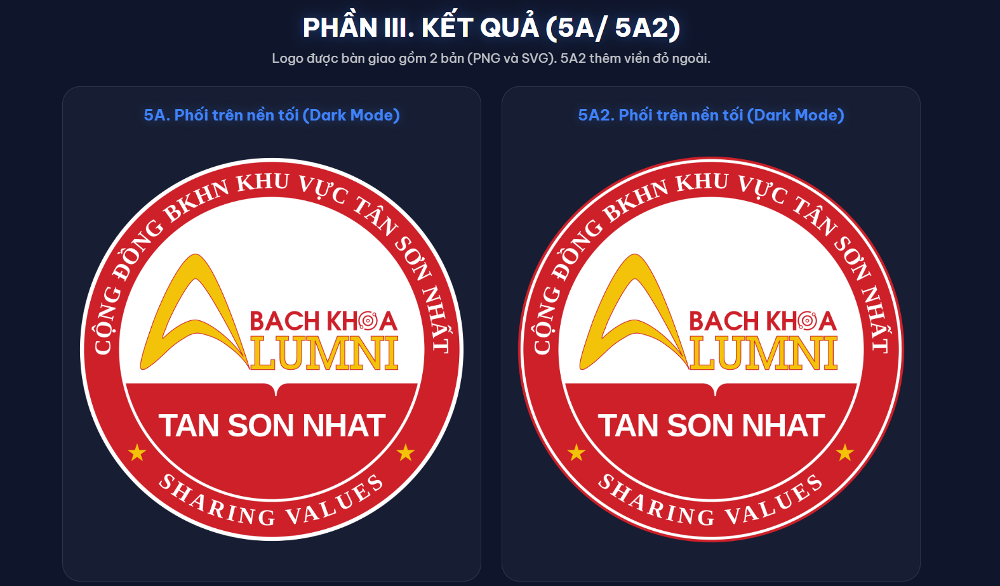 PHẦN III. KẾT QUẢ (5A/ 5A2)
Logo được bàn giao gồm 2 bản (PNG và SVG). 5A2 thêm viền đỏ ngoài.
5A. Phối trên nền tối (Dark Mode)
CỘNG ĐỒNG BKHN KHU VỰC TÂN SƠN NHẤT
BACH KHOA
ALUMNI
TAN SON NHAT
SHARING VALUES
5A2. Phối trên nền tối (Dark Mode)
CỘNG ĐỒNG BKHN KHU VỰC TÂN SƠN NHẤT
BACH KHOA
ALUMNI
TAN SON NHAT
SHARING VALUES